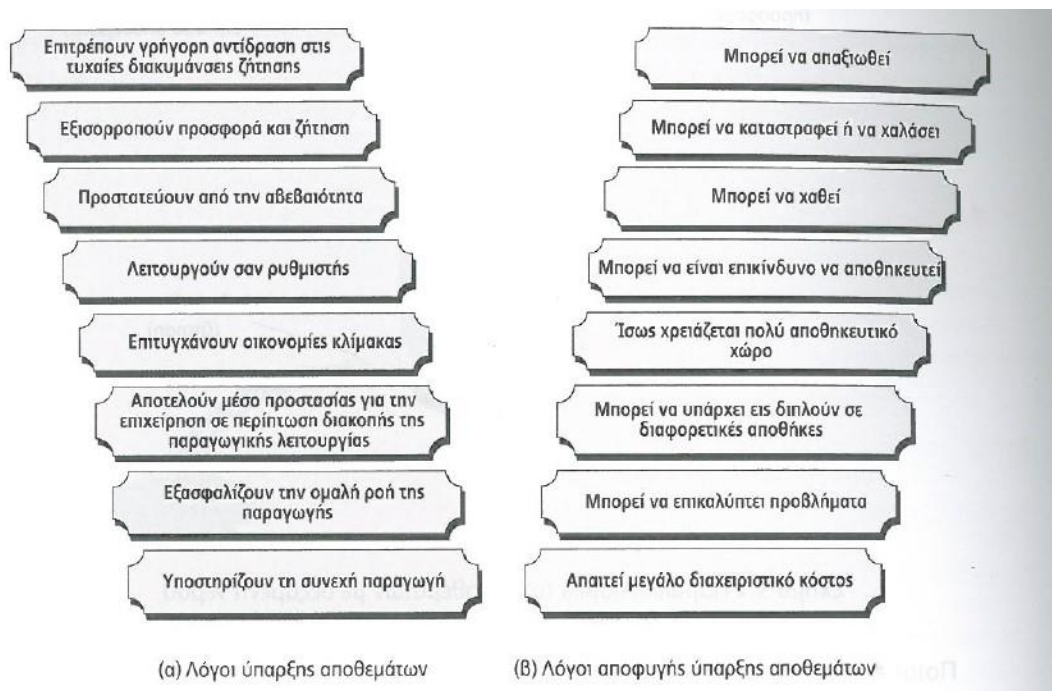 Επιτρέπουν γρήγορη αντίδραση στις
τυχαίες διακυμάνσεις ζήτησης
Εξισορροπούν προσφορά και ζήτηση
Προστατεύουν από την αβεβαιότητα
Λειτουργούν σαν ρυθμιστής
Επιτυγχάνουν οικονομίες κλίμακας
Αποτελούν μέσο προστασίας για την
επιχείρηση σε περίπτωση διακοπής της
παραγωγικής λειτουργίας
Εξασφαλίζουν την ομαλή ροή της
παραγωγής
Υποστηρίζουν τη συνεχή παραγωγή
(α) Λόγοι ύπαρξης αποθεμάτων
Μπορεί να απαξιωθεί
Μπορεί να καταστραφεί ή να χαλάσει
Μπορεί να χαθεί
Μπορεί να είναι επικίνδυνο να αποθηκευτεί
Ίσως χρειάζεται πολύ αποθηκευτικό
χώρο
Μπορεί να υπάρχει εις διπλούν σε
διαφορετικές αποθήκες
Μπορεί να επικαλύπτει προβλήματα
Απαιτεί μεγάλο διαχειριστικό κόστος
(β) Λόγοι αποφυγής ύπαρξης αποθεμάτων